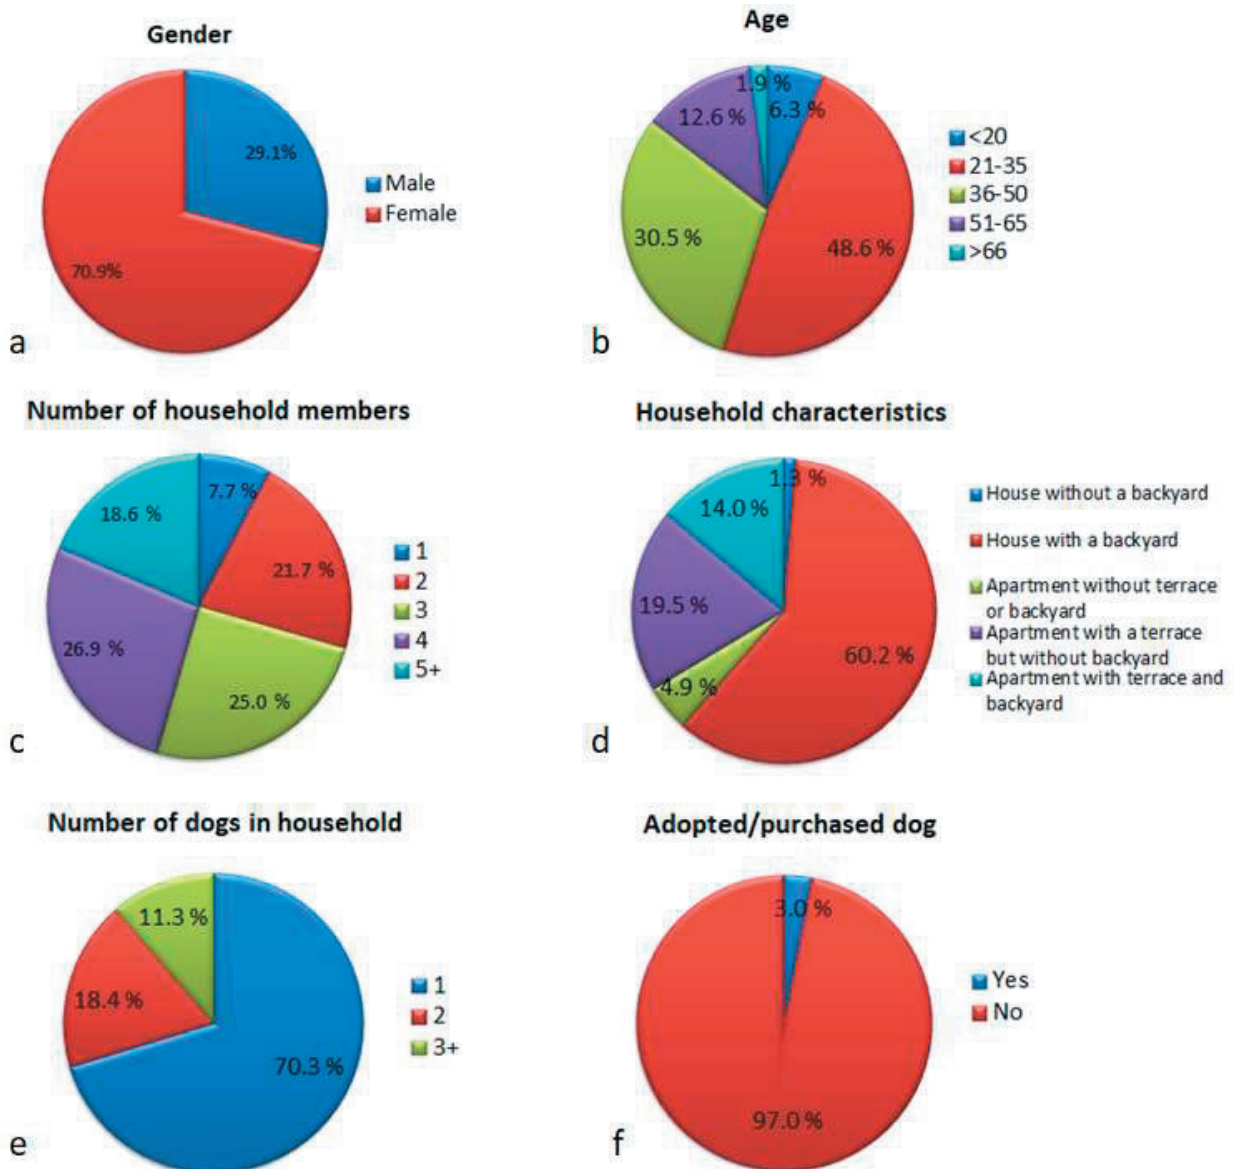 Gender
29.1%
70.9%
Male
Female
a
Age
1.9 %
6.3 %
12.6 %
30.5 %
48.6 %
<20
21-35
36-50
51-65
>66
b
Number of household members
7.7 %
18.6 %
21.7 %
26.9 %
25.0 %
1
2
3
4
5+
c
Household characteristics
1.3 %
14.0 %
19.5 %
60.2 %
4.9 %
House without a backyard
House with a backyard
Apartment without terrace
or backyard
Apartment with a terrace
but without backyard
Apartment with terrace and
backyard
d
Number of dogs in household
11.3 %
18.4 %
70.3 %
1
2
3+
e
Adopted/purchased dog
3.0 %
97.0 %
Yes
No
f